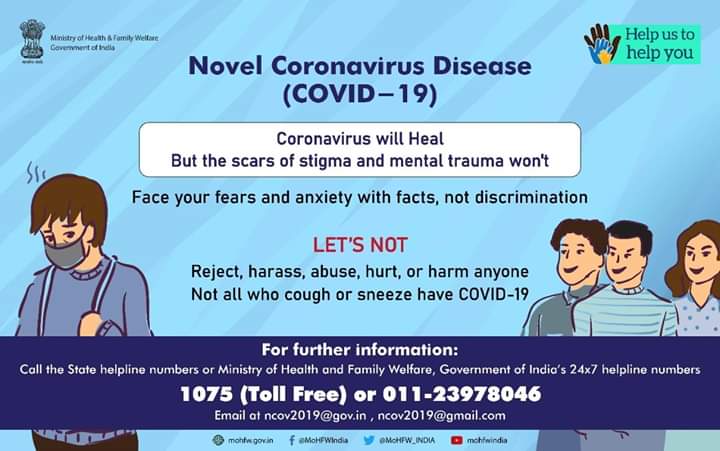 Ministry of Health & Family Welfare
Government of India
Help us to
help you
Novel Coronavirus Disease
(COVID–19)
Coronavirus will Heal
But the scars of stigma and mental trauma won't
Face your fears and anxiety with facts, not discrimination
LET'S NOT
Reject, harass, abuse, hurt, or harm anyone
Not all who cough or sneeze have COVID-19
For further information:
Call the State helpline numbers or Ministry of Health and Family Welfare, Government of India's 24x7 helpline numbers
1075 (Toll Free) or 011-23978046
Email at ncov2019@gov.in , ncov2019@gmail.com
mohfw.gov.in @MoHFWIndia @MoHFW_INDIA mohfwindia